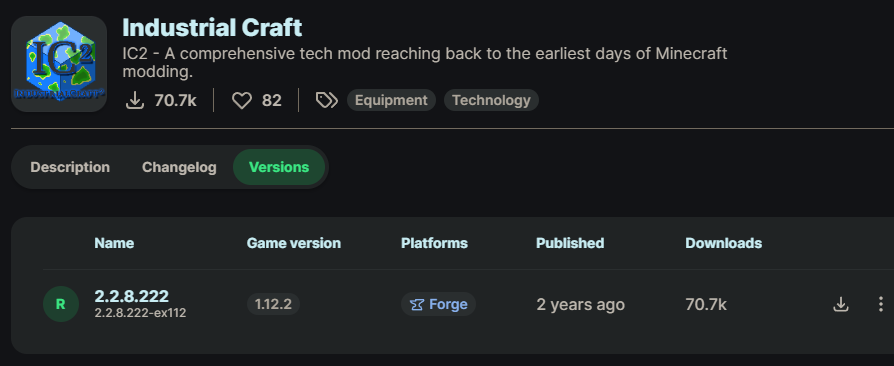 IC²
INDUSTRIALCRAFT²
Industrial Craft
IC2 - A comprehensive tech mod reaching back to the earliest days of Minecraft
modding.
70.7k 82 Equipment Technology
Description Changelog Versions
Name Game version Platforms Published Downloads
R 2.2.8.222 1.12.2 Forge 2 years ago 70.7k
2.2.8.222-ex112